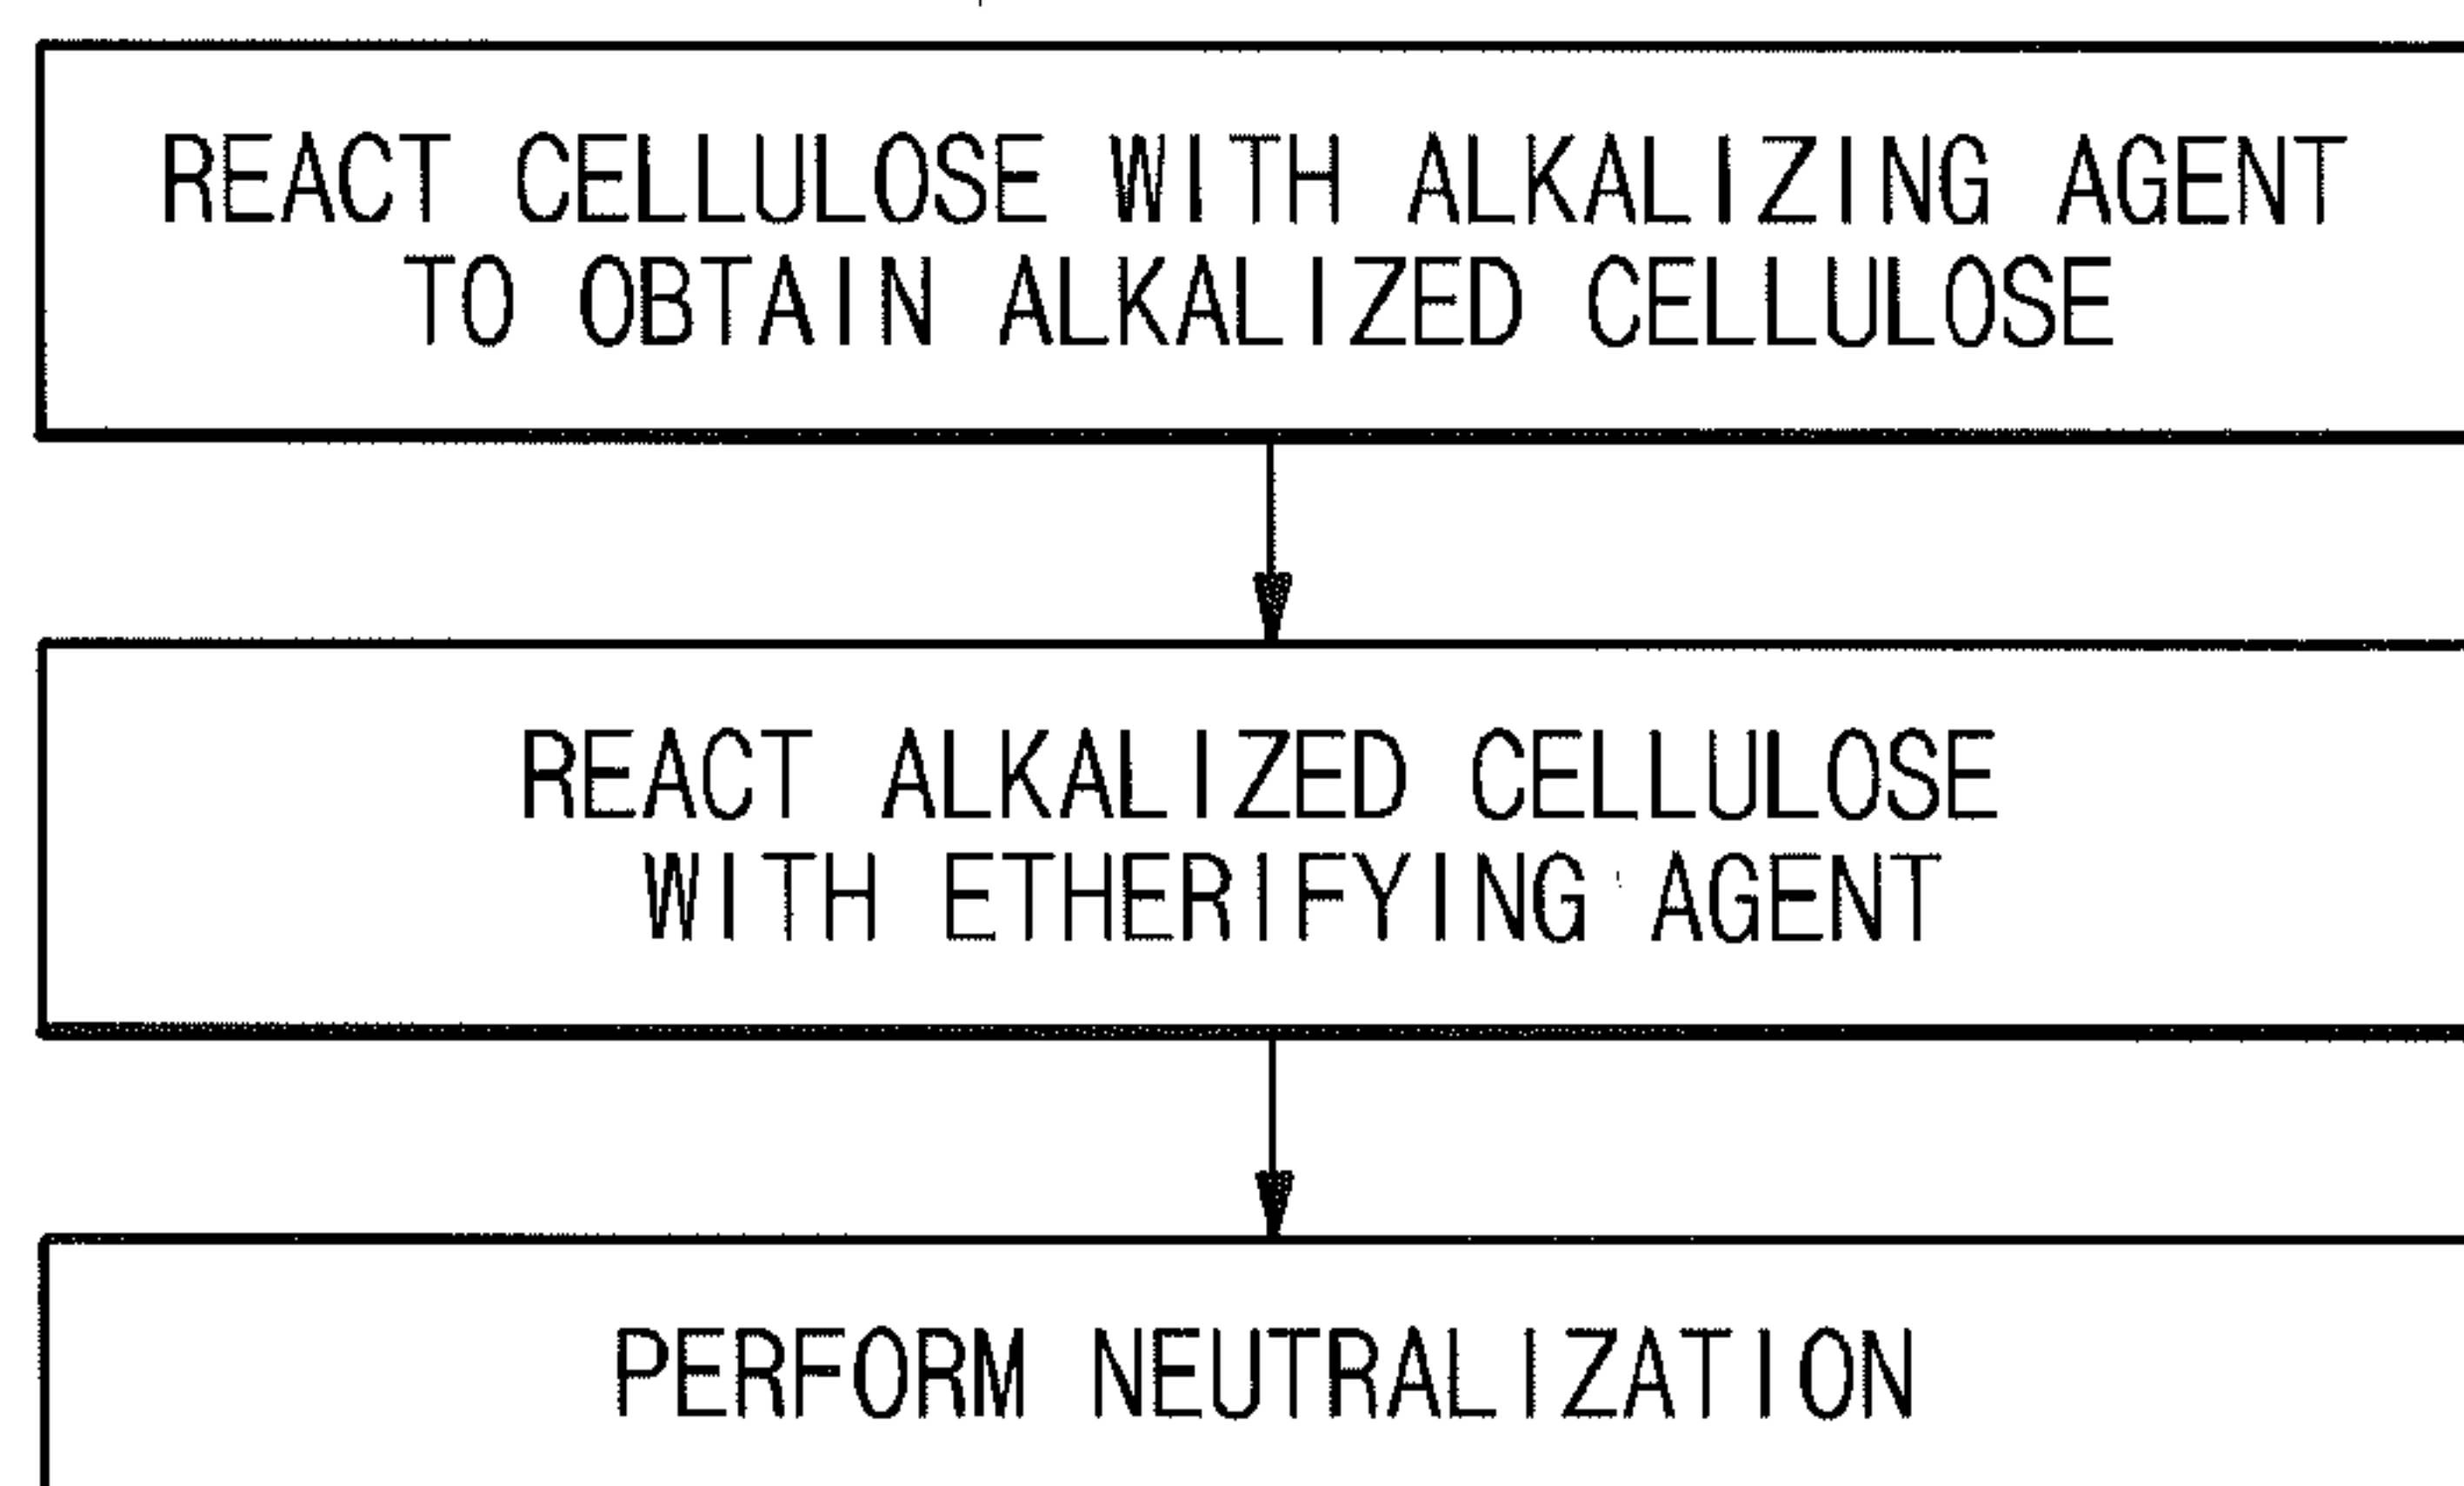 REACT CELLULOSE WITH ALKALIZING AGENT
TO OBTAIN ALKALIZED CELLULOSE
REACT ALKALIZED CELLULOSE
WITH ETHERIFYING AGENT
PERFORM NEUTRALIZATION